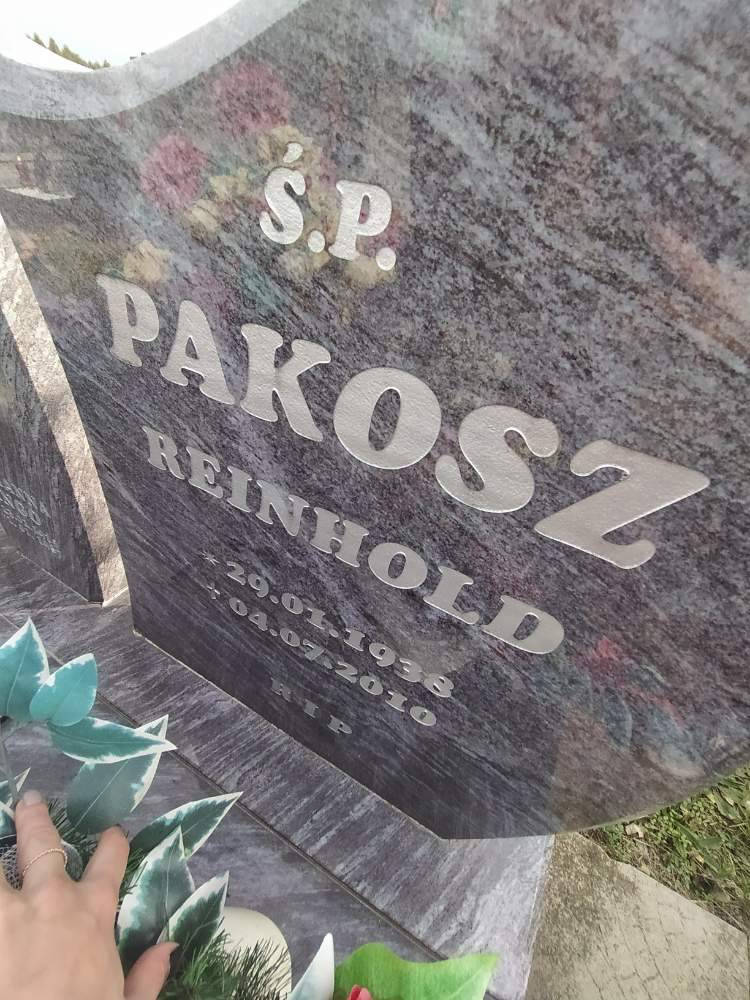 Ś.P.
PAKOSZ
REINHOLD
* 29.01.1938
+ 04.07.2010
RIP